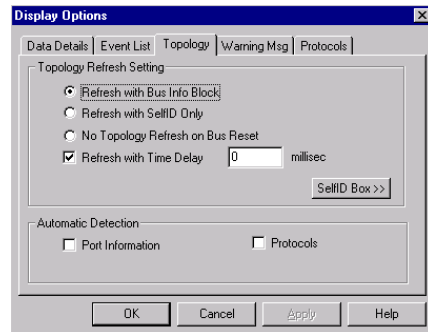 Display Options
Data Details Event List Topology Warning Msg Protocols
Topology Refresh Setting
Refresh with Bus Info Block
Refresh with SelfID Only
No Topology Refresh on Bus Reset
Refresh with Time Delay 0 millisec
SelfID Box >>
Automatic Detection
Port Information Protocols
OK Cancel Apply Help